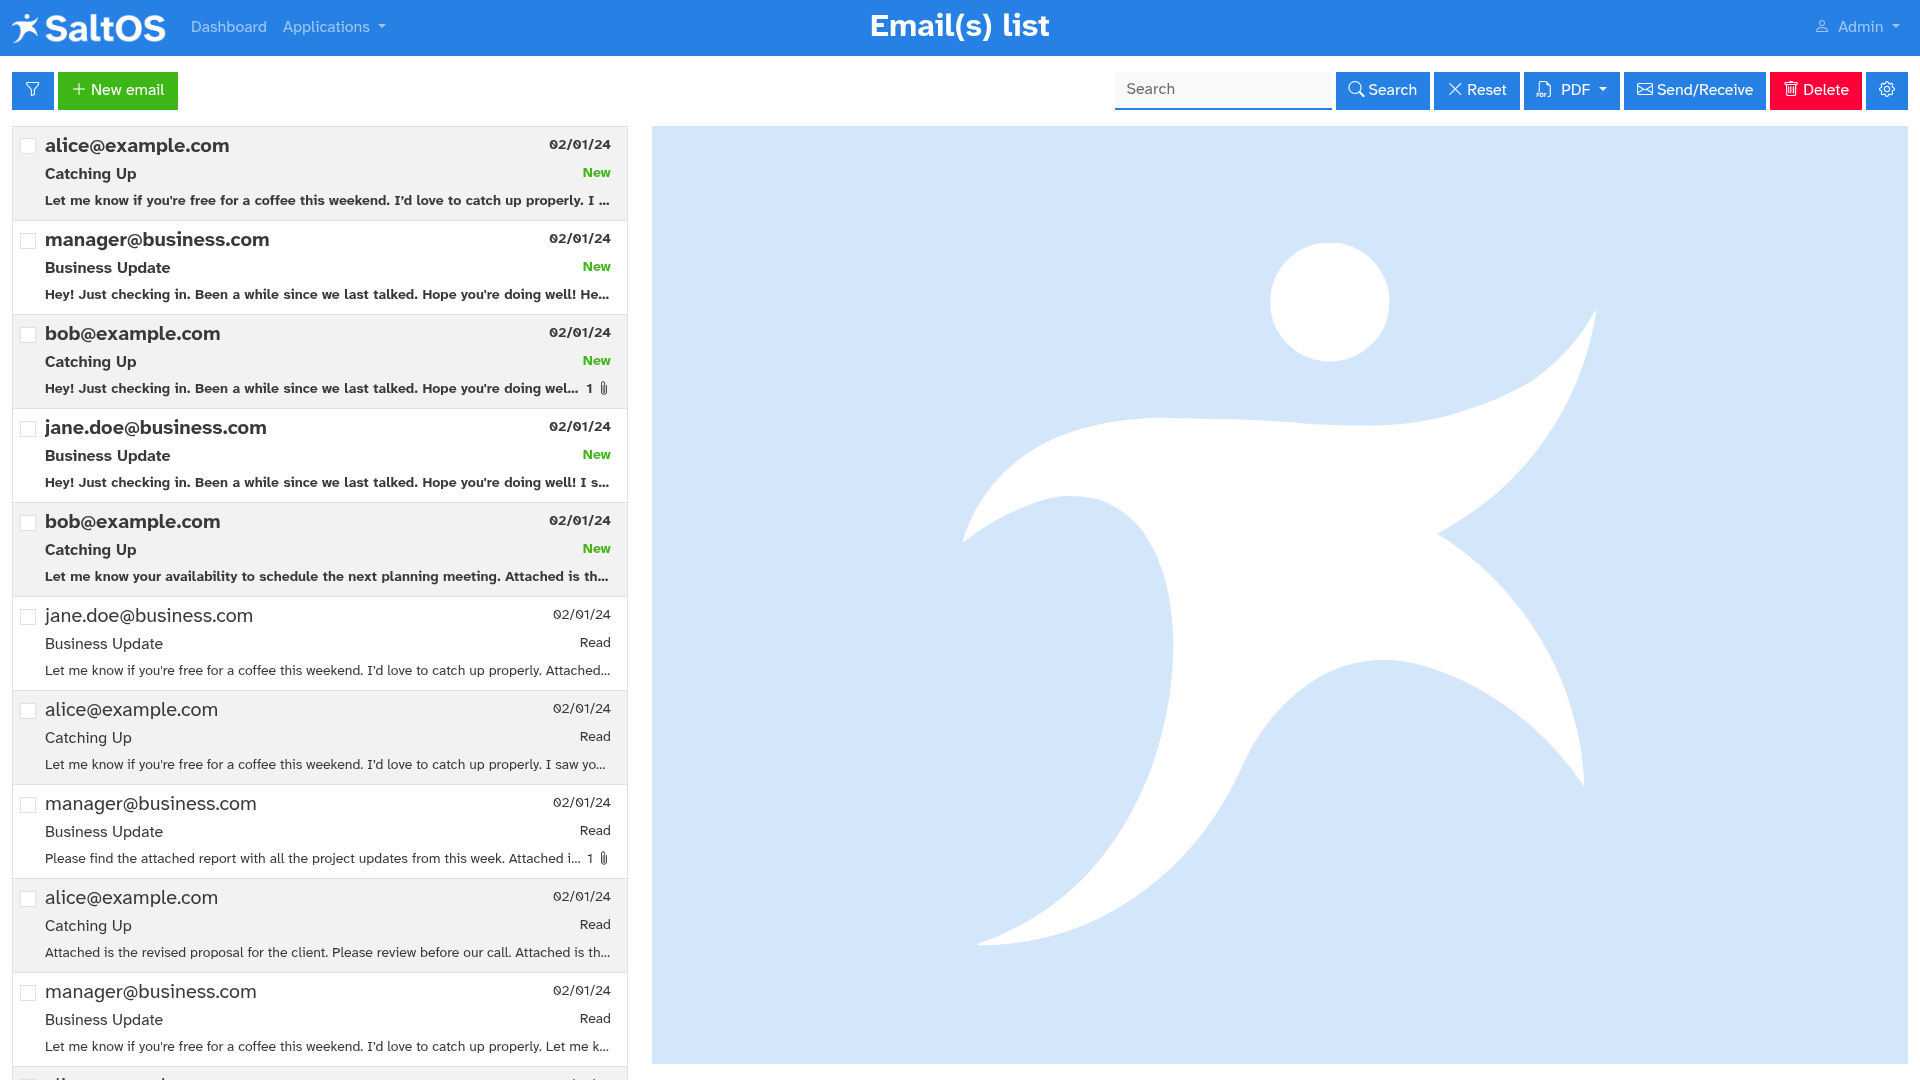 SaltOS Dashboard Applications Email(s) list Admin
New email Search Search Reset PDF Send/Receive Delete
alice@example.com 02/01/24
Catching Up New
Let me know if you're free for a coffee this weekend. I'd love to catch up properly. I ...
manager@business.com 02/01/24
Business Update New
Hey! Just checking in. Been a while since we last talked. Hope you're doing well! He...
bob@example.com 02/01/24
Catching Up New
Hey! Just checking in. Been a while since we last talked. Hope you're doing wel... 1
jane.doe@business.com 02/01/24
Business Update New
Hey! Just checking in. Been a while since we last talked. Hope you're doing well! I s...
bob@example.com 02/01/24
Catching Up New
Let me know your availability to schedule the next planning meeting. Attached is th...
jane.doe@business.com 02/01/24
Business Update Read
Let me know if you're free for a coffee this weekend. I'd love to catch up properly. Attached...
alice@example.com 02/01/24
Catching Up Read
Let me know if you're free for a coffee this weekend. I'd love to catch up properly. I saw yo...
manager@business.com 02/01/24
Business Update Read
Please find the attached report with all the project updates from this week. Attached i... 1
alice@example.com 02/01/24
Catching Up Read
Attached is the revised proposal for the client. Please review before our call. Attached is th...
manager@business.com 02/01/24
Business Update Read
Let me know if you're free for a coffee this weekend. I'd love to catch up properly. Let me k...